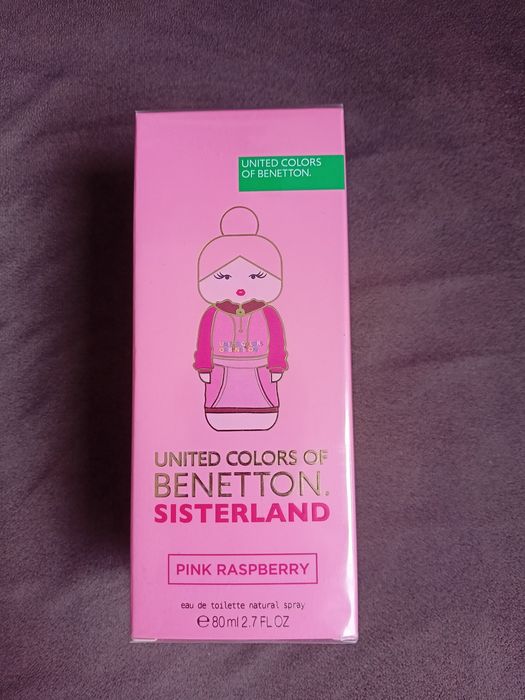 UNITED COLORS
OF BENETTON.
UNITED COLORS OF
BENETTON.
SISTERLAND
PINK RASPBERRY
eau de toilette natural spray
℮ 80 ml 2.7 FL OZ